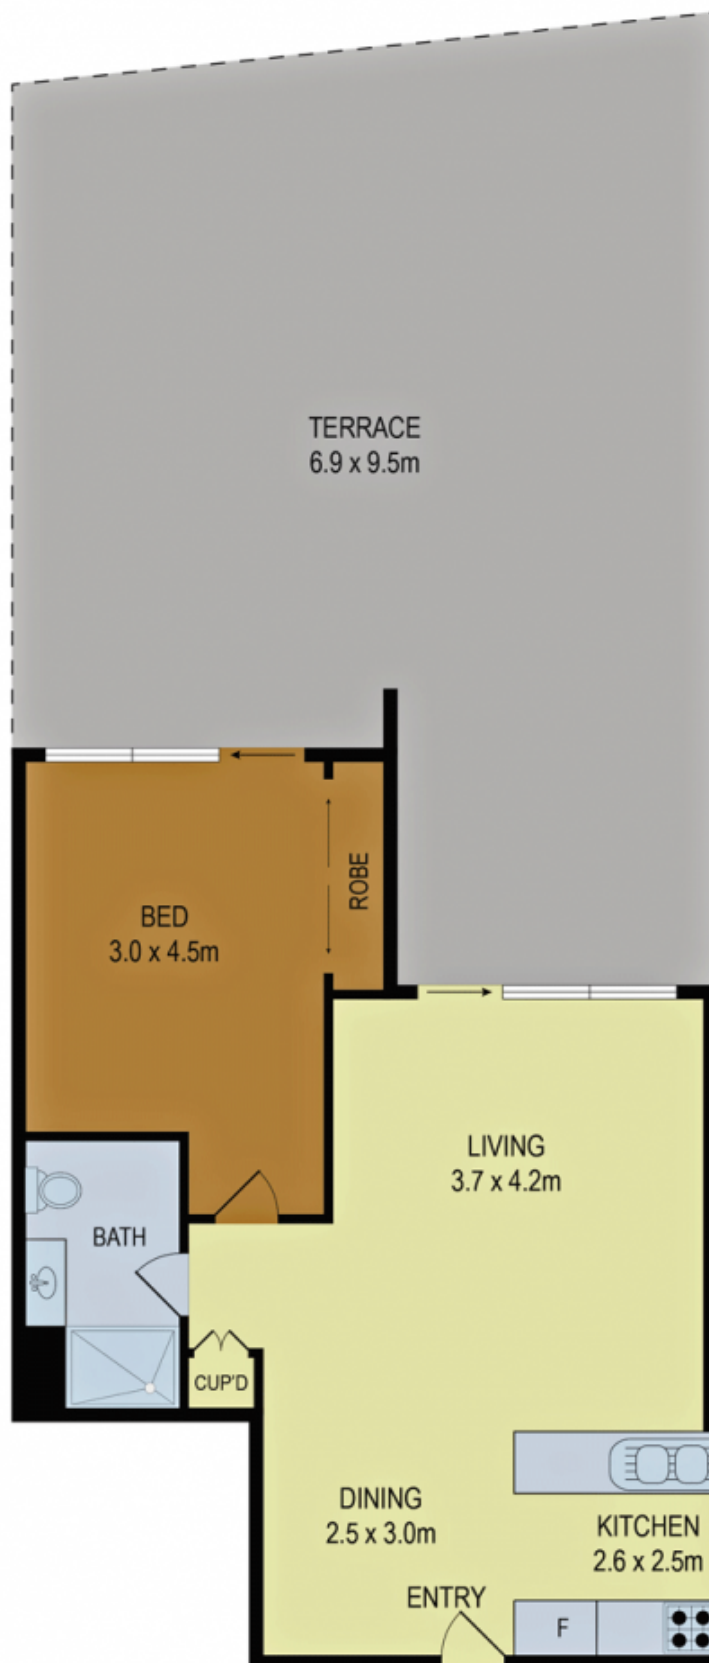 TERRACE
6.9 x 9.5m
ROBE
BED
3.0 x 4.5m
LIVING
3.7 x 4.2m
BATH
CUP'D
DINING
2.5 x 3.0m
KITCHEN
2.6 x 2.5m
ENTRY
F